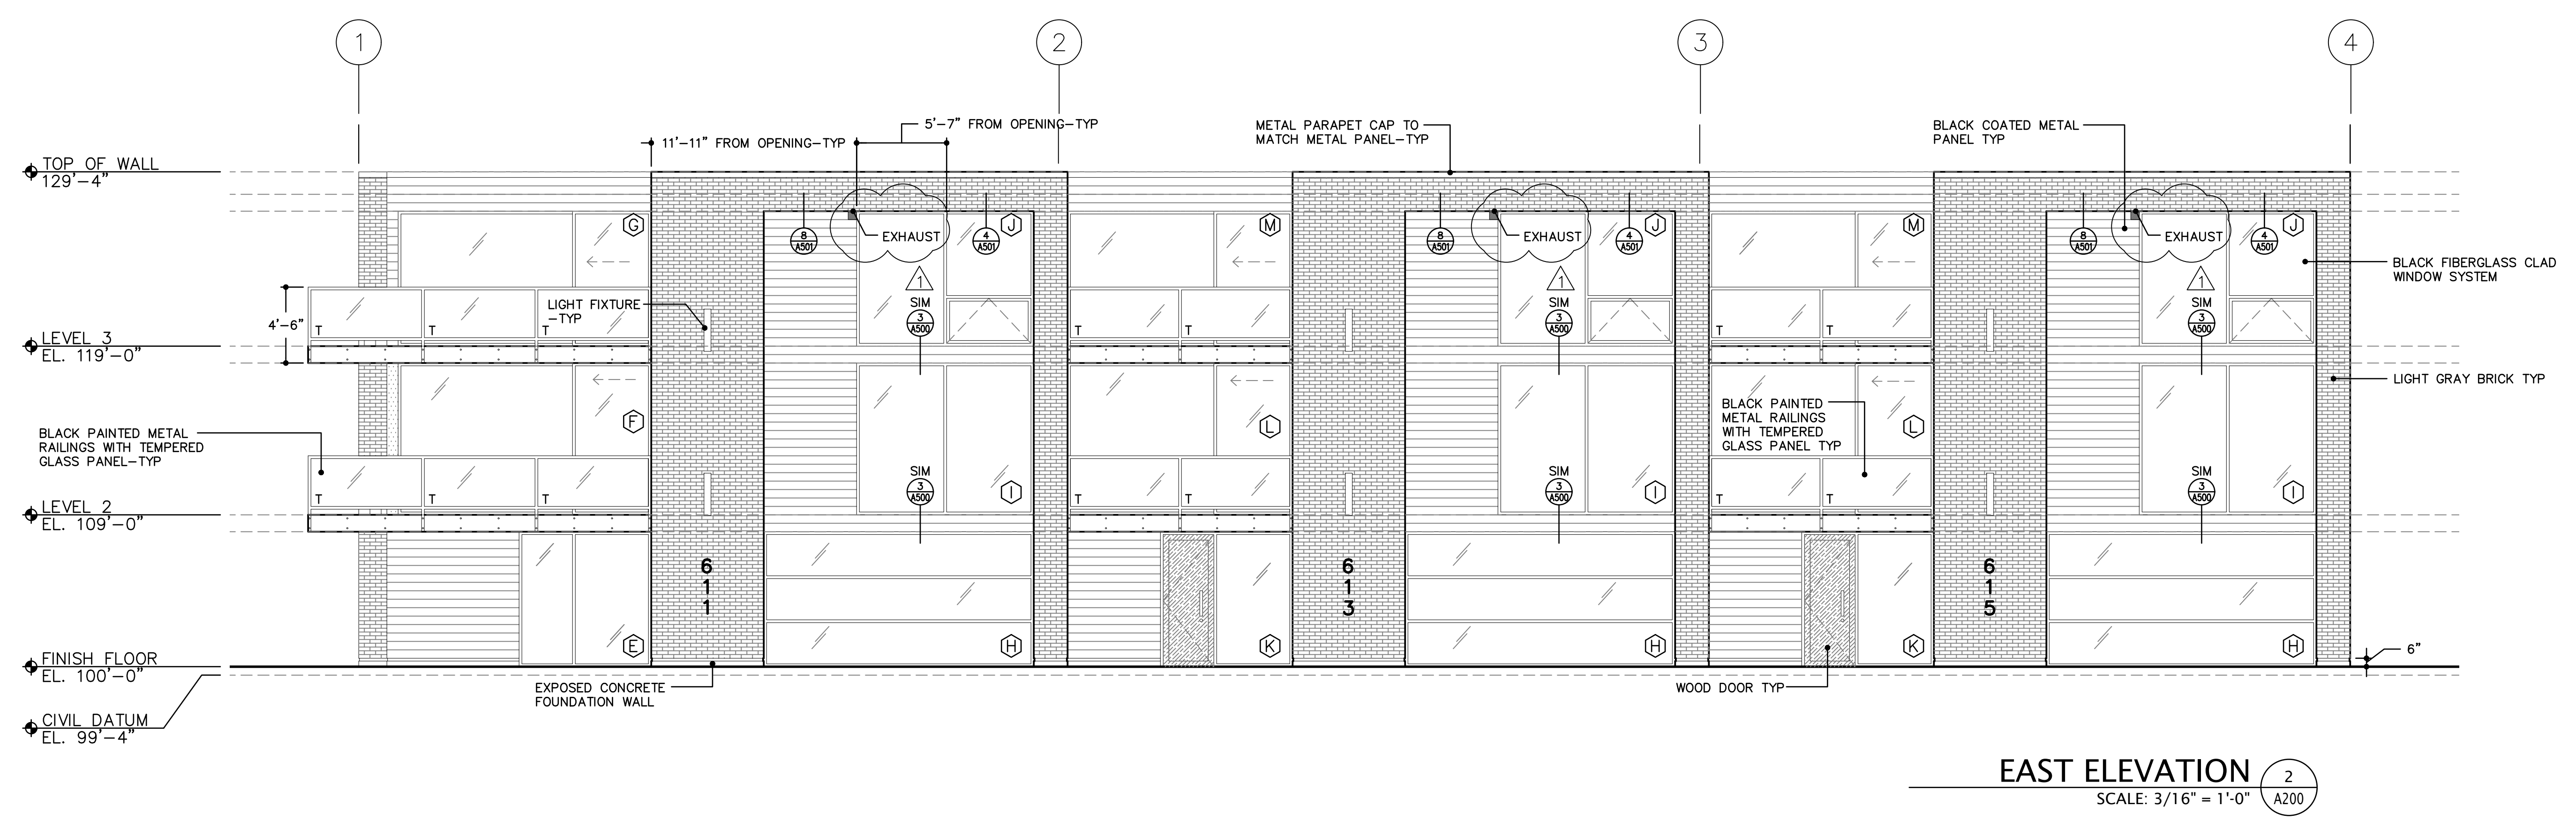 1
2
3
4
5'-7" FROM OPENING-TYP
11'-11" FROM OPENING-TYP
METAL PARAPET CAP TO
MATCH METAL PANEL-TYP
BLACK COATED METAL
PANEL TYP
TOP OF WALL
129'-4"
G
8
A501
EXHAUST
4
A501
J
M
8
A501
EXHAUST
4
A501
J
M
8
A501
EXHAUST
4
A501
J
BLACK FIBERGLASS CLAD
WINDOW SYSTEM
1
1
1
LIGHT FIXTURE
-TYP
SIM
3
A500
SIM
3
A500
SIM
3
A500
4'-6"
T
T
T
T
T
T
T
LEVEL 3
EL. 119'-0"
LIGHT GRAY BRICK TYP
F
L
L
BLACK PAINTED
METAL RAILINGS
WITH TEMPERED
GLASS PANEL TYP
BLACK PAINTED METAL
RAILINGS WITH TEMPERED
GLASS PANEL-TYP
SIM
3
A500
I
SIM
3
A500
I
SIM
3
A500
I
T
T
T
T
T
T
T
LEVEL 2
EL. 109'-0"
6
1
1
6
1
3
6
1
5
E
H
K
H
K
H
FINISH FLOOR
EL. 100'-0"
6"
EXPOSED CONCRETE
FOUNDATION WALL
WOOD DOOR TYP
CIVIL DATUM
EL. 99'-4"
EAST ELEVATION
SCALE: 3/16" = 1'-0"
2
A200